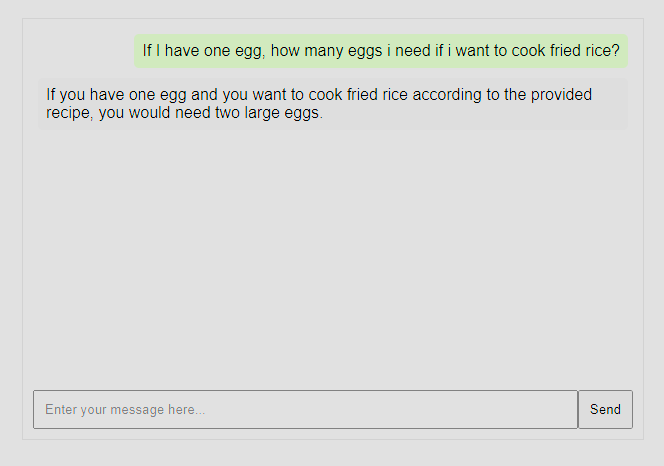 If I have one egg, how many eggs i need if i want to cook fried rice?
If you have one egg and you want to cook fried rice according to the provided
recipe, you would need two large eggs.
Enter your message here...
Send